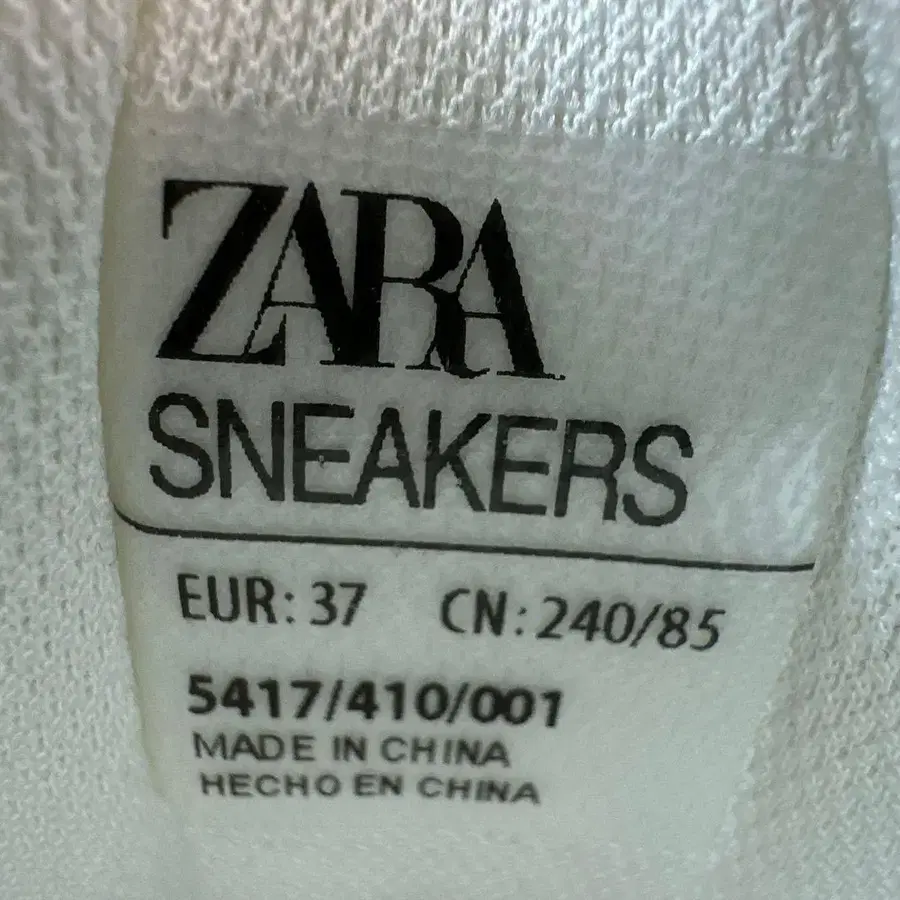 ZARA
SNEAKERS
EUR: 37 CN: 240/85
5417/410/001
MADE IN CHINA
HECHO EN CHINA